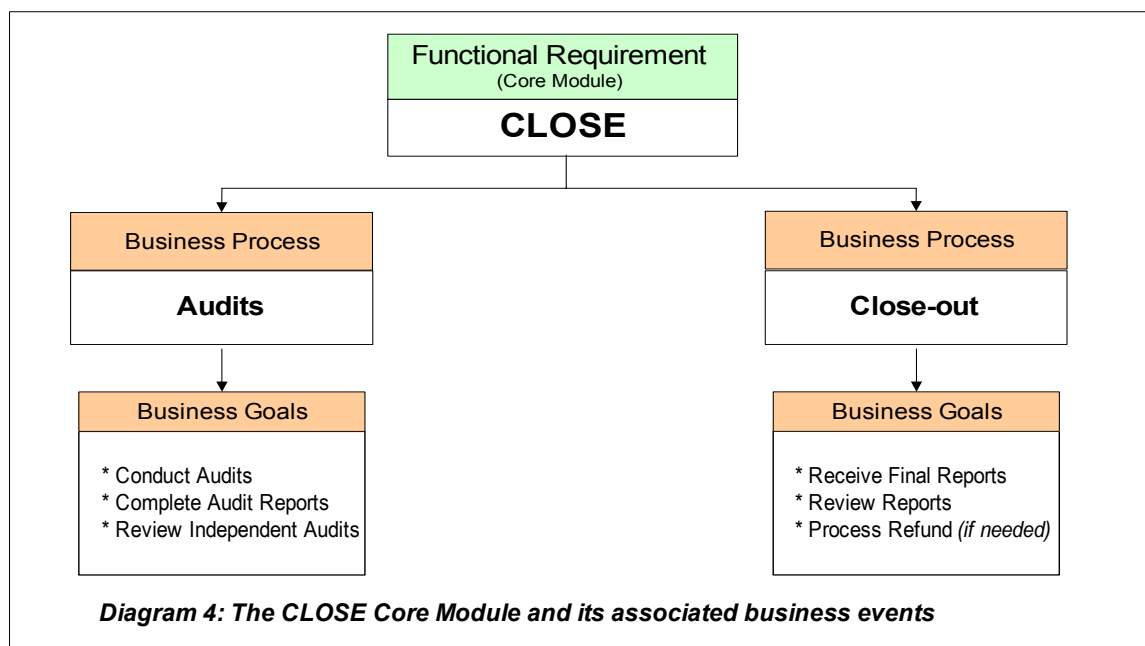 Functional Requirement
(Core Module)
CLOSE
Business Process
Audits
Business Process
Close-out
Business Goals
* Conduct Audits
* Complete Audit Reports
* Review Independent Audits
Business Goals
* Receive Final Reports
* Review Reports
* Process Refund (if needed)
Diagram 4: The CLOSE Core Module and its associated business events